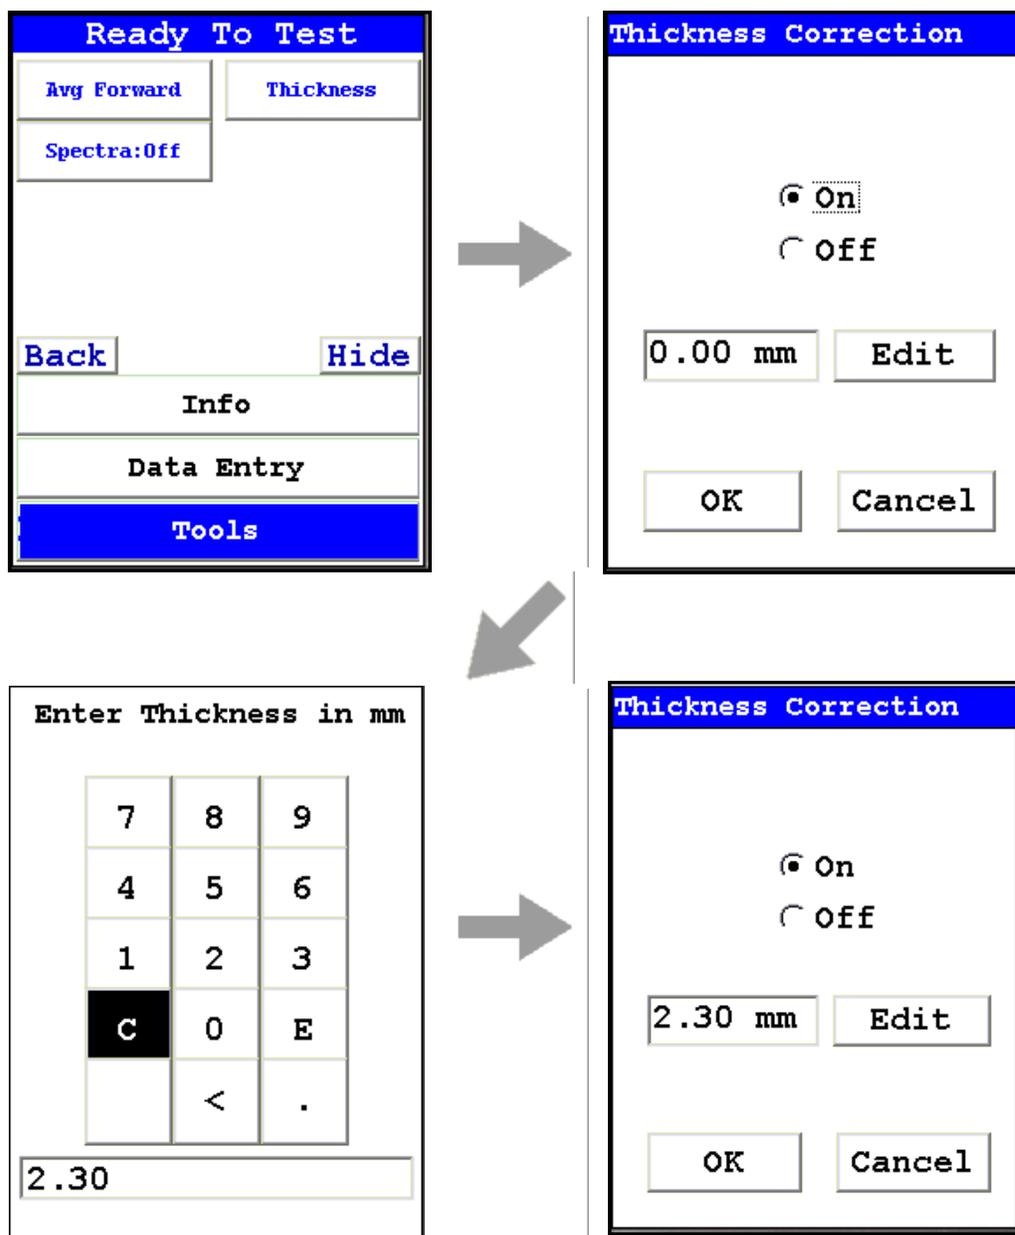 Ready To Test
Avg Forward Thickness
Spectra:Off
Back Hide
Info
Data Entry
Tools
Thickness Correction
On
Off
0.00 mm Edit
OK Cancel
Enter Thickness in mm
7 8 9
4 5 6
1 2 3
C 0 E
< .
2.30
Thickness Correction
On
Off
2.30 mm Edit
OK Cancel